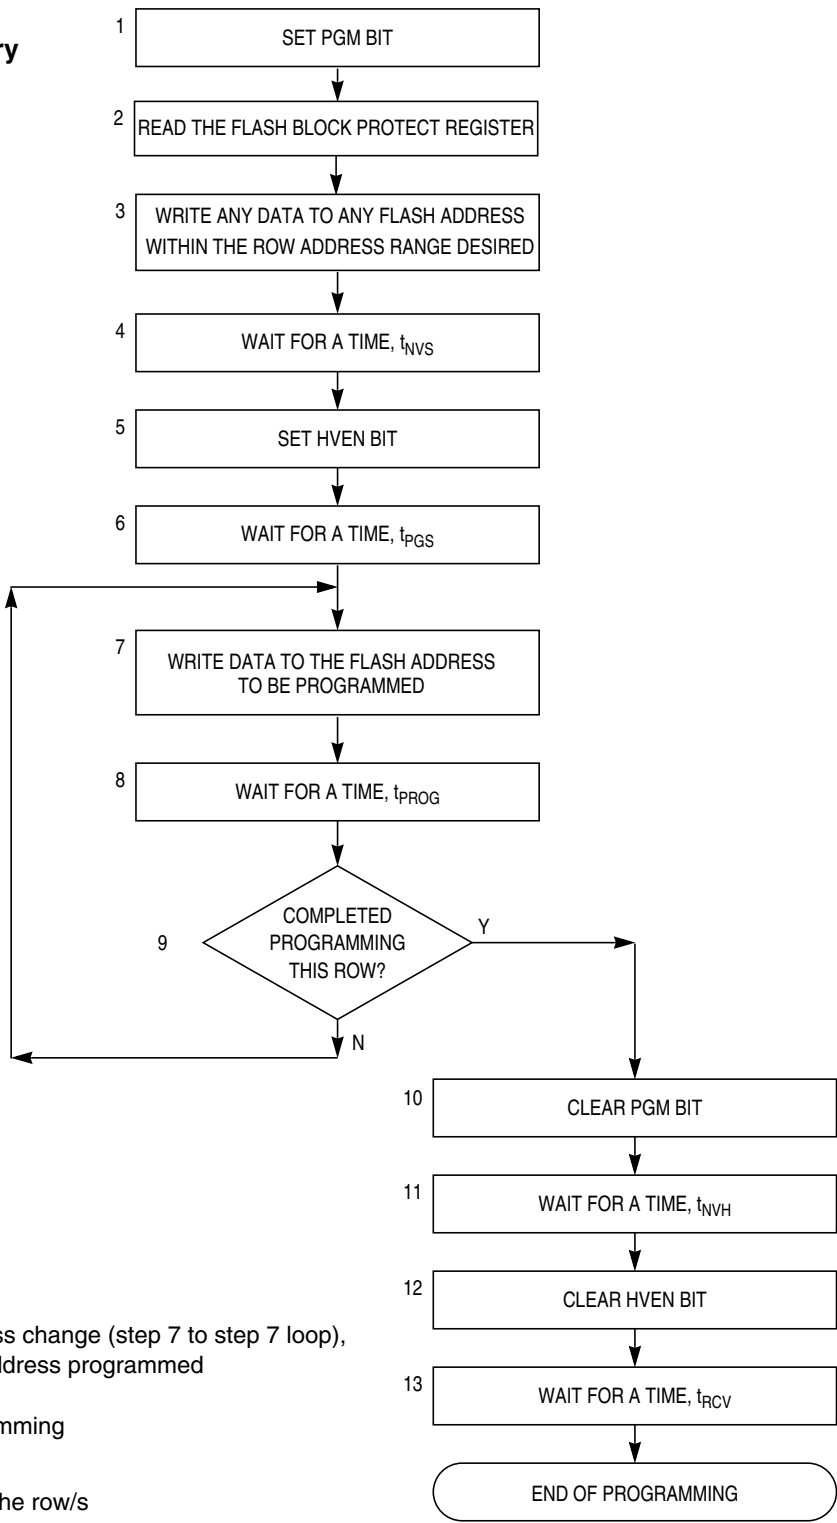 1
SET PGM BIT
2
READ THE FLASH BLOCK PROTECT REGISTER
3
WRITE ANY DATA TO ANY FLASH ADDRESS
WITHIN THE ROW ADDRESS RANGE DESIRED
4
WAIT FOR A TIME, tNVS
5
SET HVEN BIT
6
WAIT FOR A TIME, tPGS
7
WRITE DATA TO THE FLASH ADDRESS
TO BE PROGRAMMED
8
WAIT FOR A TIME, tPROG
9
COMPLETED
PROGRAMMING
THIS ROW?
Y
N
10
CLEAR PGM BIT
11
WAIT FOR A TIME, tNVH
12
CLEAR HVEN BIT
13
WAIT FOR A TIME, tRCV
END OF PROGRAMMING
change (step 7 to step 7 loop),
programmed
he row/s